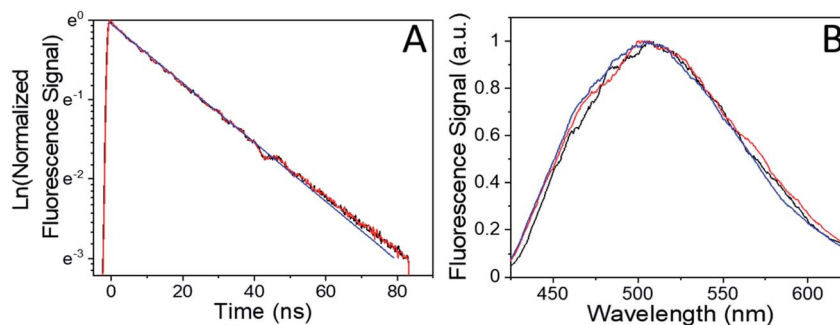 A
Ln(Normalized
Fluorescence Signal)
e⁰
e⁻¹
e⁻²
e⁻³
0 20 40 60 80
Time (ns)
B
Fluorescence Signal (a.u.)
1
0.8
0.6
0.4
0.2
0
450 500 550 600
Wavelength (nm)